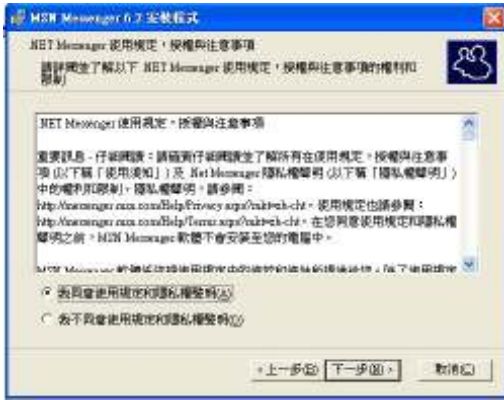 MSN Messenger 6.2 安裝程式
.NET Messenger 使用規定，授權與注意事項
請詳閱並了解以下 .NET Messenger 使用規定，授權與注意事項的權利和
限制
.NET Messenger 使用規定，授權與注意事項
重要訊息 - 仔細閱讀：請確實仔細閱讀並了解所有在使用規定，授權與注意事
項 (以下稱「使用須知」) 及 .Net Messenger 隱私權聲明 (以下稱「隱私權聲明」)
中的權利和限制。隱私權聲明，請參閱：
http://messenger.msn.com/Help/Privacy.aspx?mkt=zh-cht。使用規定也請參閱：
http://messenger.msn.com/Help/Terms.aspx?mkt=zh-cht。在您同意使用規定和隱私權
聲明之前，MSN Messenger 軟體不會安裝至您的電腦中。
MSN Messenger 軟體
我同意使用規定和隱私權聲明(A)
我不同意使用規定和隱私權聲明(D)
<上一步(B)
下一步(N)>
取消(C)